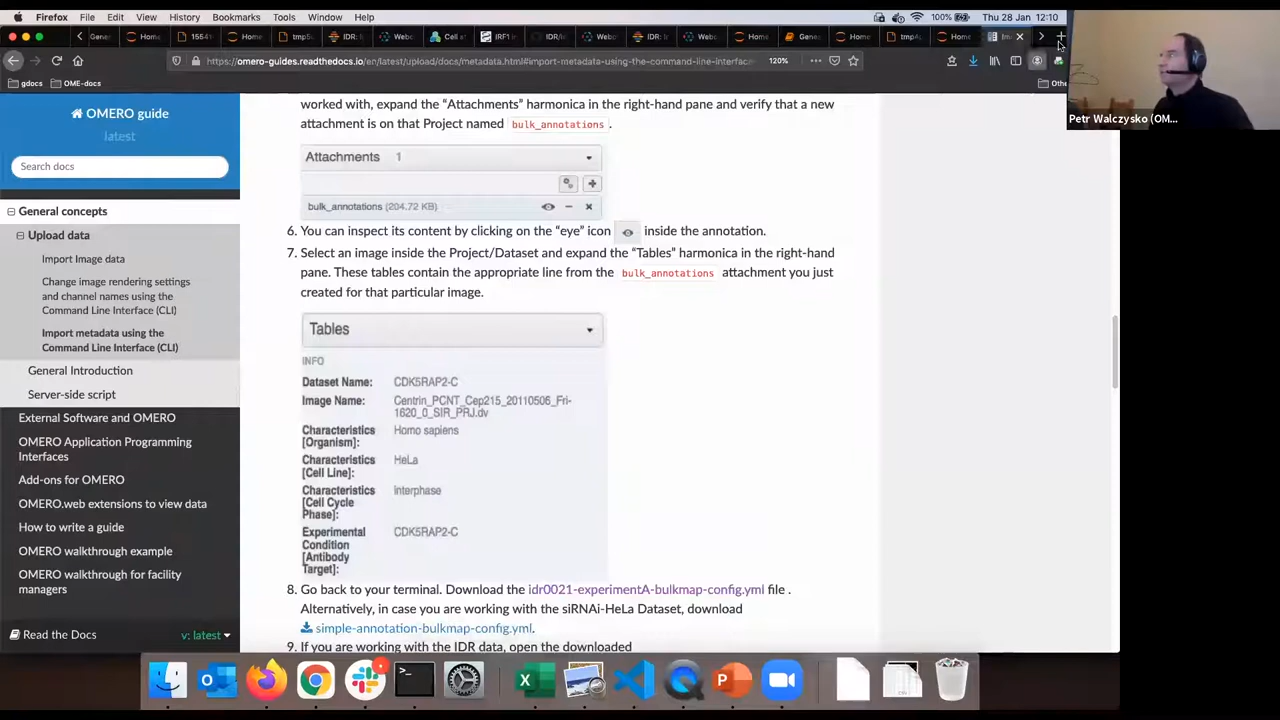 Firefox File Edit View History Bookmarks Tools Window Help 100% Thu 28 Jan 12:10
Home 1554 Home IDR: Cell st IRF1 IDR/ IDR: Home Home Home
https://omero-guides.readthedocs.io/en/latest/upload/docs/metadata.html#import-metadata-using-the-command-line-interface 120%
gdocs OME-docs
Petr Walczysko (OM...
OMERO guide
latest
Search docs
General concepts
Upload data
Import Image data
Change image rendering settings
and channel names using the
Command Line Interface (CLI)
Import metadata using the
Command Line Interface (CLI)
General Introduction
Server-side script
External Software and OMERO
OMERO Application Programming
Interfaces
Add-ons for OMERO
OMERO.web extensions to view data
How to write a guide
OMERO walkthrough example
OMERO walkthrough for facility
managers
Read the Docs v: latest
worked with, expand the “Attachments” harmonica in the right-hand pane and verify that a new
attachment is on that Project named bulk_annotations .
Attachments 1
bulk_annotations (204.72 KB)
6. You can inspect its content by clicking on the “eye” icon inside the annotation.
7. Select an image inside the Project/Dataset and expand the “Tables” harmonica in the right-hand
pane. These tables contain the appropriate line from the bulk_annotations attachment you just
created for that particular image.
Tables
INFO
Dataset Name: CDK5RAP2-C
Image Name: Centrin_PCNT_Cep215_20110506_Fri-
1620_0_SIR_PRJ.dv
Characteristics Homo sapiens
[Organism]:
Characteristics HeLa
[Cell Line]:
Characteristics interphase
[Cell Cycle
Phase]:
Experimental CDK5RAP2-C
Condition
[Antibody
Target]:
8. Go back to your terminal. Download the idr0021-experimentA-bulkmap-config.yml file .
Alternatively, in case you are working with the siRNAi-HeLa Dataset, download
simple-annotation-bulkmap-config.yml.
9. If you are working with the IDR data, open the downloaded